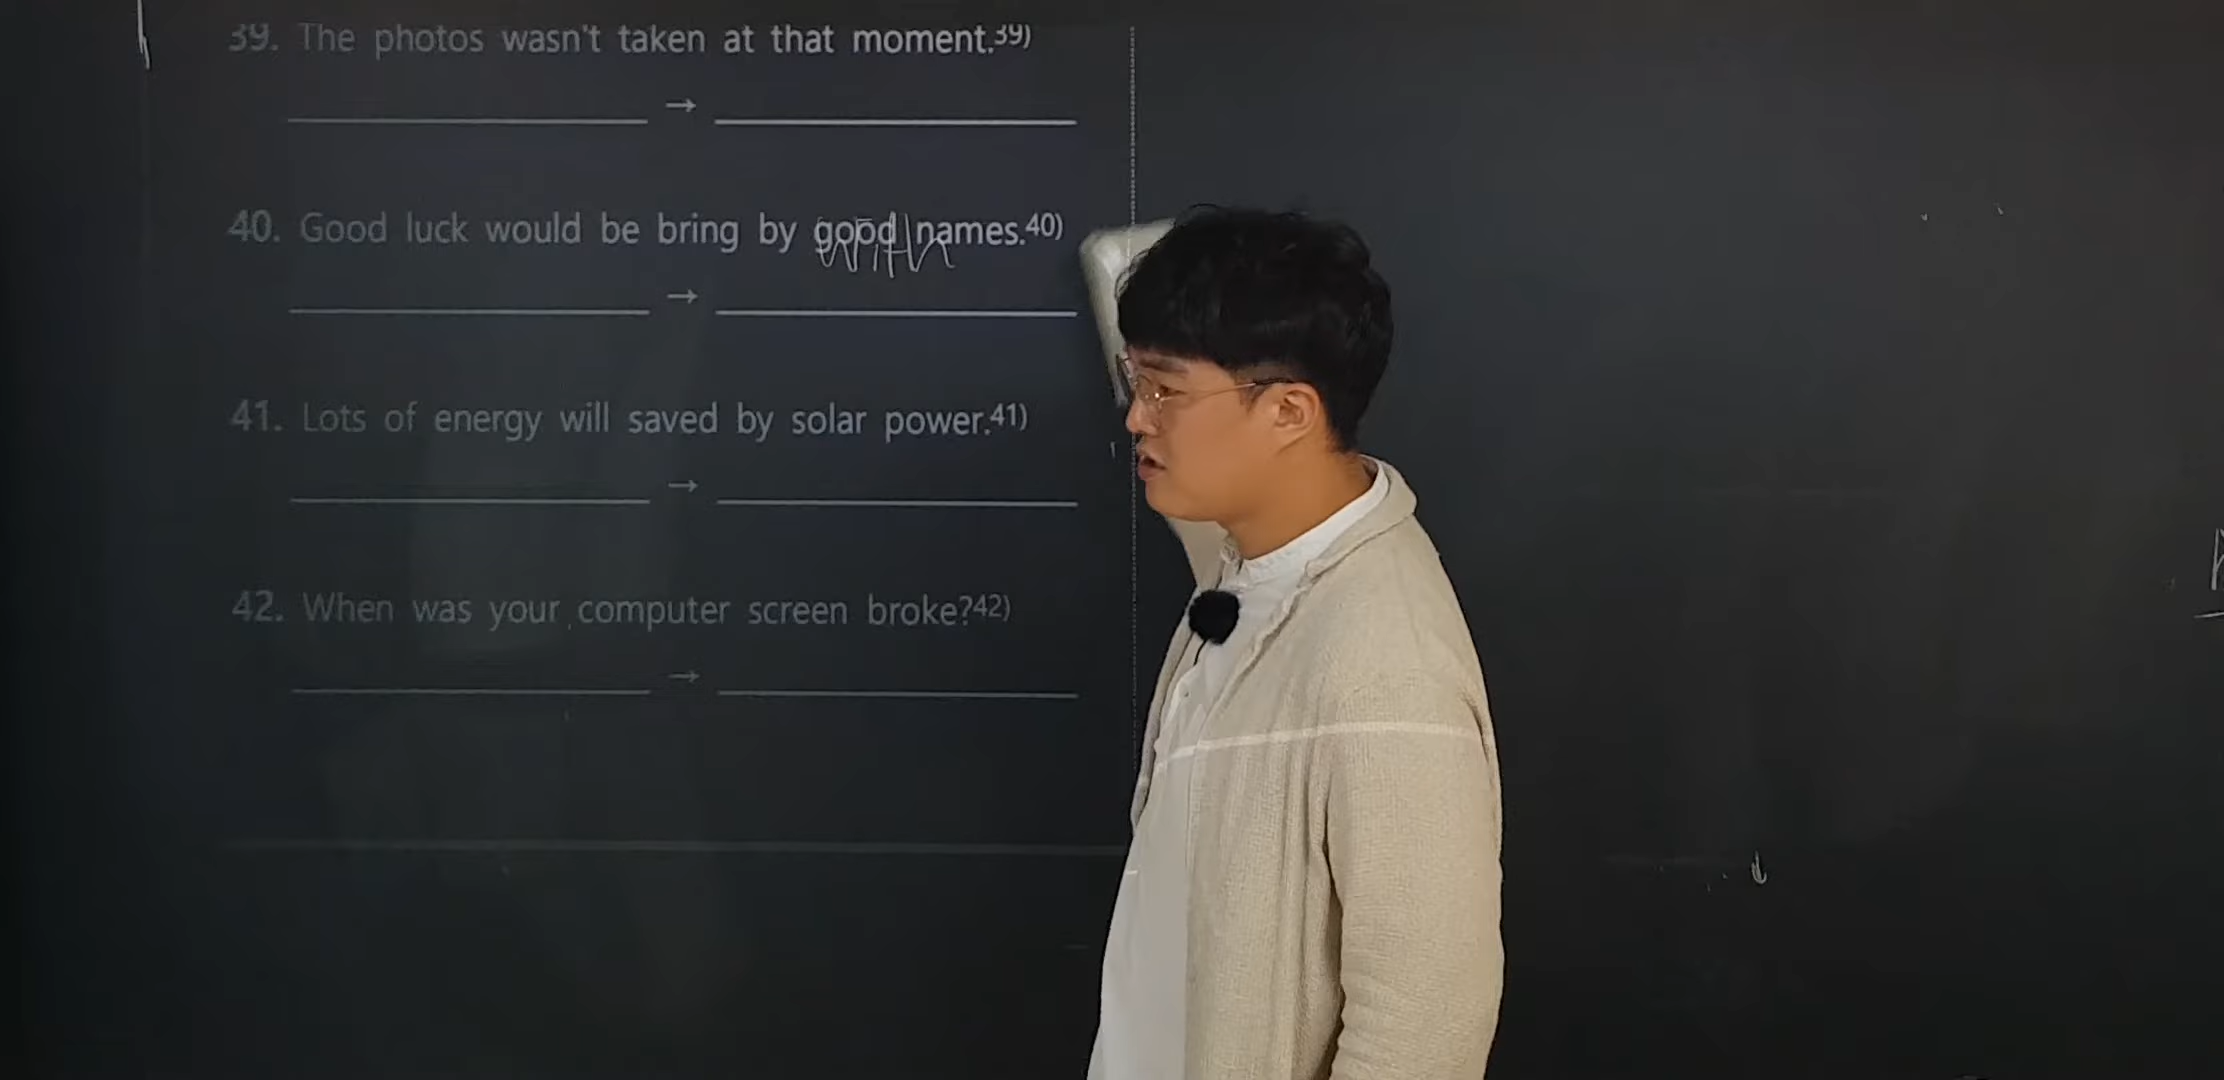 39. The photos wasn't taken at that moment.39)
→
40. Good luck would be bring by good names.40)
with
→
41. Lots of energy will saved by solar power.41)
→
42. When was your computer screen broke?42)
→